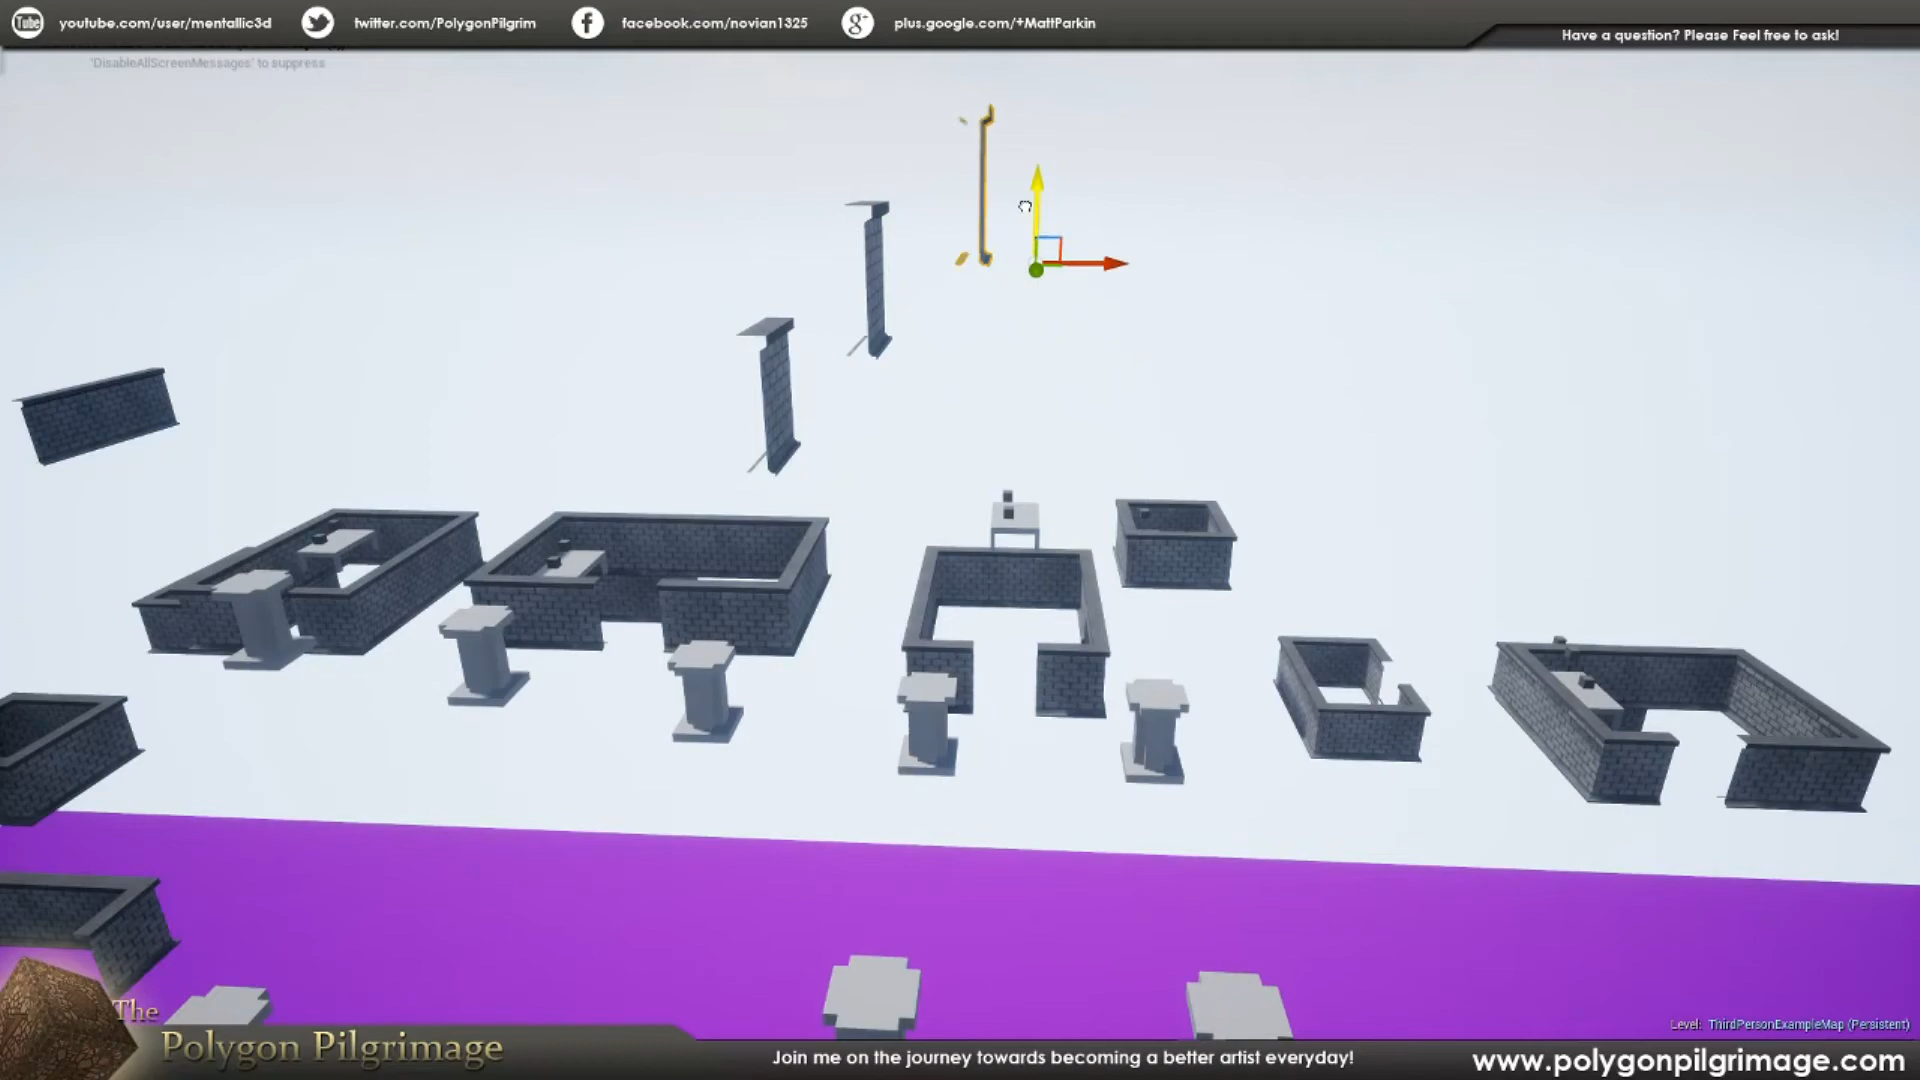 Tube
youtube.com/user/mentallic3d
twitter.com/PolygonPilgrim
f
facebook.com/novian1325
g+
plus.google.com/+MattParkin
Have a question? Please Feel free to ask!
'DisableAllScreenMessages' to suppress
Level: ThirdPersonExampleMap (Persistent)
The
Polygon Pilgrimage
Join me on the journey towards becoming a better artist everyday!
www.polygonpilgrimage.com